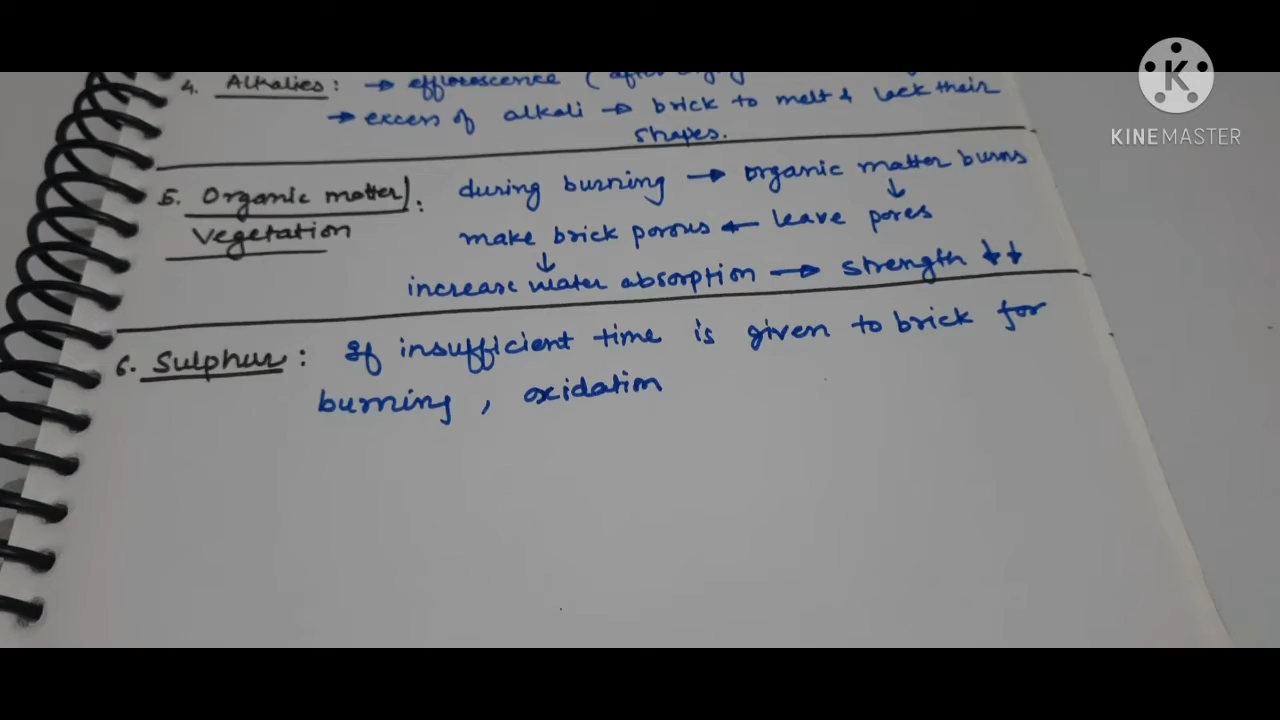 4. Alkalies : → efflorescence (after
→ excess of alkali → brick to melt & lack their
shapes.
5. Organic matter/ : during burning → organic matter burns
↓
Vegetation make brick porous ← leave pores
↓
increase water absorption → strength ↓↓
6. Sulphur : If insufficient time is given to brick for
burning , oxidation
KINEMASTER